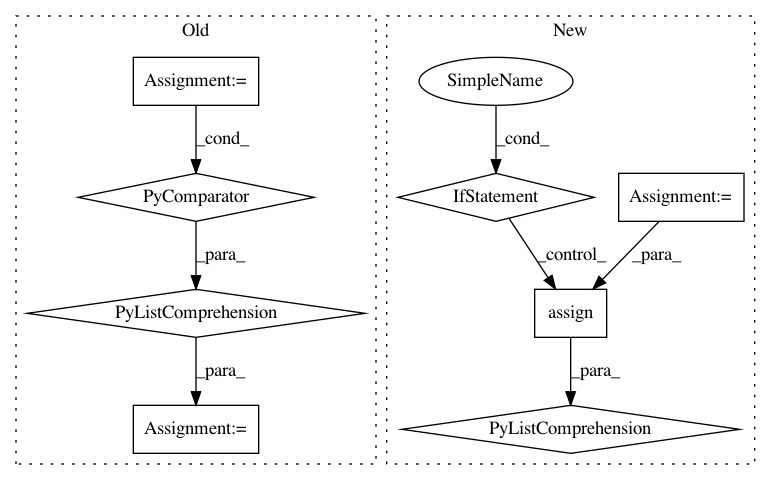 Old
New
Assignment:=
SimpleName
_cond_
_cond_
PyComparator
IfStatement
Assignment:=
_para_
_control_
_para_
PyListComprehension
assign
_para_
_para_
Assignment:=
PyListComprehension